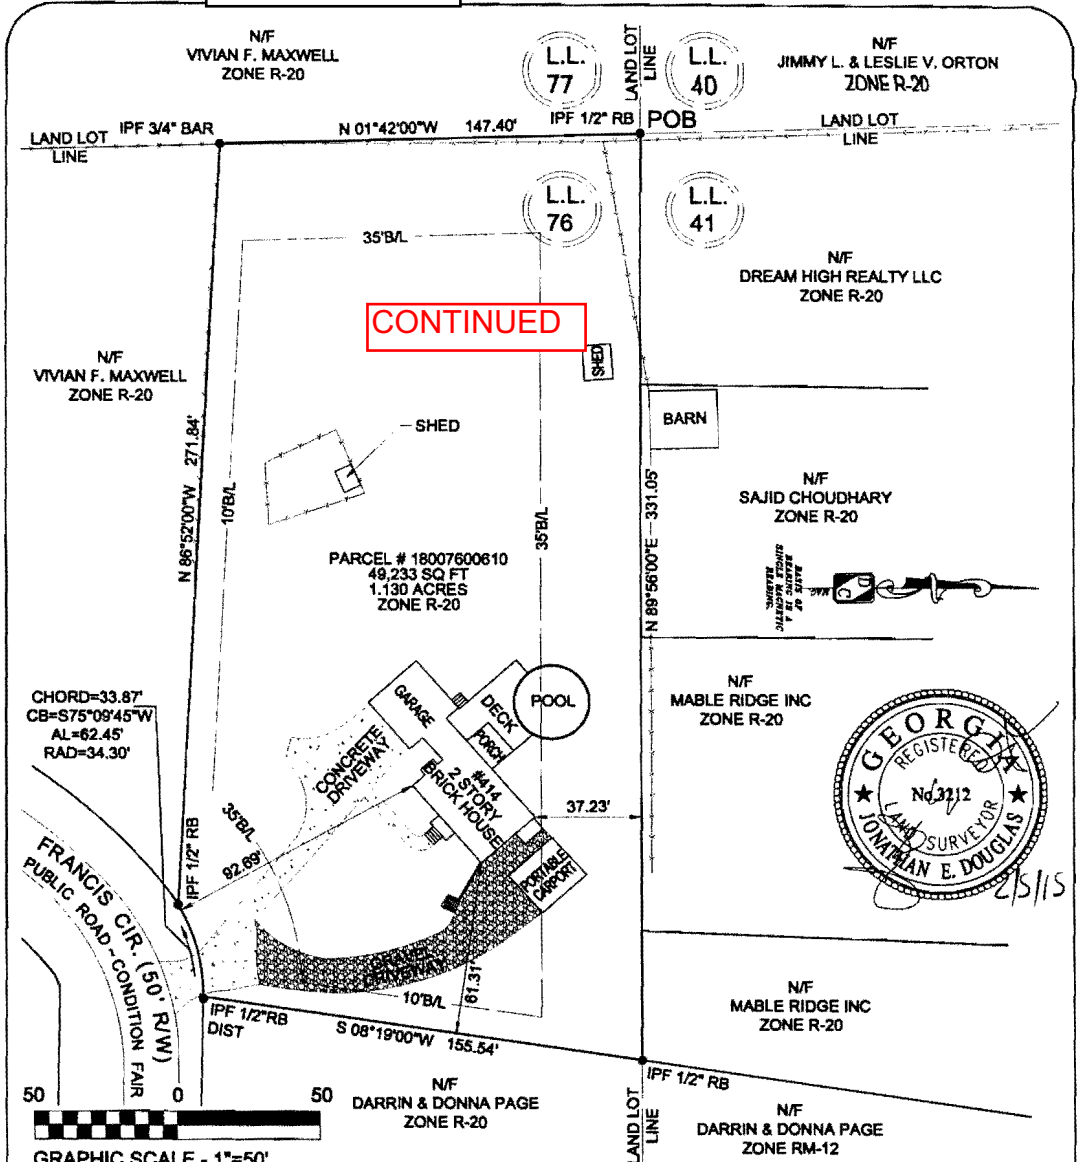 N/F
VIVIAN F. MAXWELL
ZONE R-20
L.L.
77
LAND LOT
LINE
L.L.
40
N/F
JIMMY L. & LESLIE V. ORTON
ZONE R-20
LAND LOT
LINE
IPF 3/4" BAR
N 01°42'00"W 147.40'
IPF 1/2" RB
POB
LAND LOT
LINE
L.L.
76
L.L.
41
35'B/L
N/F
DREAM HIGH REALTY LLC
ZONE R-20
CONTINUED
SHED
N/F
VIVIAN F. MAXWELL
ZONE R-20
BARN
SHED
N 86°52'00"W 271.84'
10'B/L
35'B/L
N 89°56'00"E 331.05'
N/F
SAJID CHOUDHARY
ZONE R-20
BASIS OF
BEARING IS A
SINGLE MAGNETIC
BEARING.
MAG
D
C
PARCEL # 18007600610
49,233 SQ FT
1.130 ACRES
ZONE R-20
CHORD=33.87'
CB=S75°09'45"W
AL=62.45'
RAD=34.30'
GARAGE
DECK
PORCH
POOL
N/F
MABLE RIDGE INC
ZONE R-20
CONCRETE
DRIVEWAY
#414
2 STORY
BRICK HOUSE
37.23'
GEORGIA
REGISTERED
No.3212
LAND SURVEYOR
JONATHAN E. DOUGLAS
2/5/15
35'B/L
92.69'
IPF 1/2" RB
PORTABLE
CARPORT
FRANCIS CIR. (50' R/W)
PUBLIC ROAD~CONDITION FAIR
GRAVEL
DRIVEWAY
61.31'
10'B/L
IPF 1/2"RB
DIST
S 08°19'00"W 155.54'
N/F
MABLE RIDGE INC
ZONE R-20
IPF 1/2" RB
50 0 50
GRAPHIC SCALE - 1"=50'
N/F
DARRIN & DONNA PAGE
ZONE R-20
LAND LOT
LINE
N/F
DARRIN & DONNA PAGE
ZONE RM-12